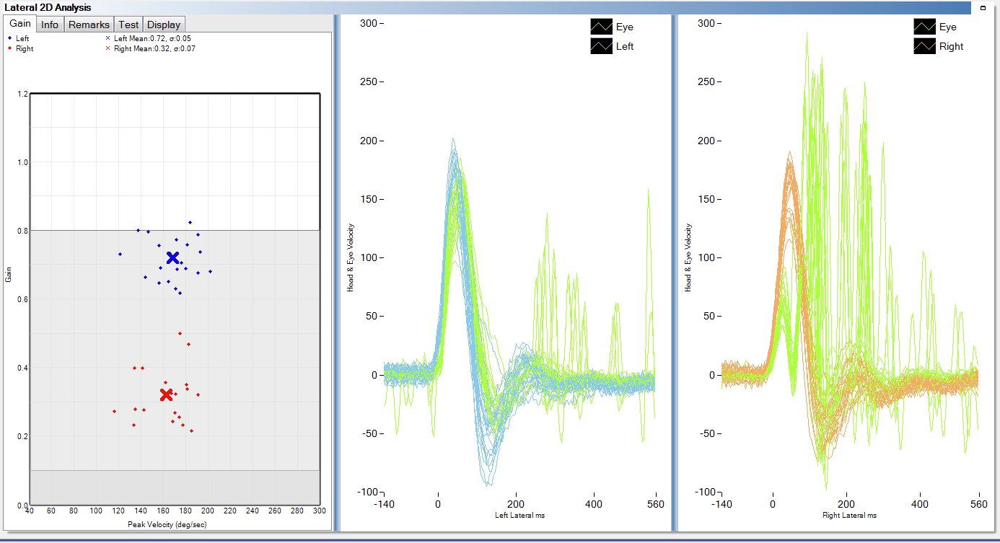 Lateral 2D Analysis
Gain Info Remarks Test Display
Left Left Mean:0.72, σ:0.05
Right Right Mean:0.32, σ:0.07
1.2
1.0
0.8
0.6
0.4
0.2
0.0
Gain
40 60 80 100 120 140 160 180 200 220 240 260 280 300
Peak Velocity (deg/sec)
Eye
Left
300
250
200
150
100
50
0
-50
-100
Head & Eye Velocity
-140 0 200 400 560
Left Lateral ms
Eye
Right
300
250
200
150
100
50
0
-50
-100
Head & Eye Velocity
-140 0 200 400 560
Right Lateral ms